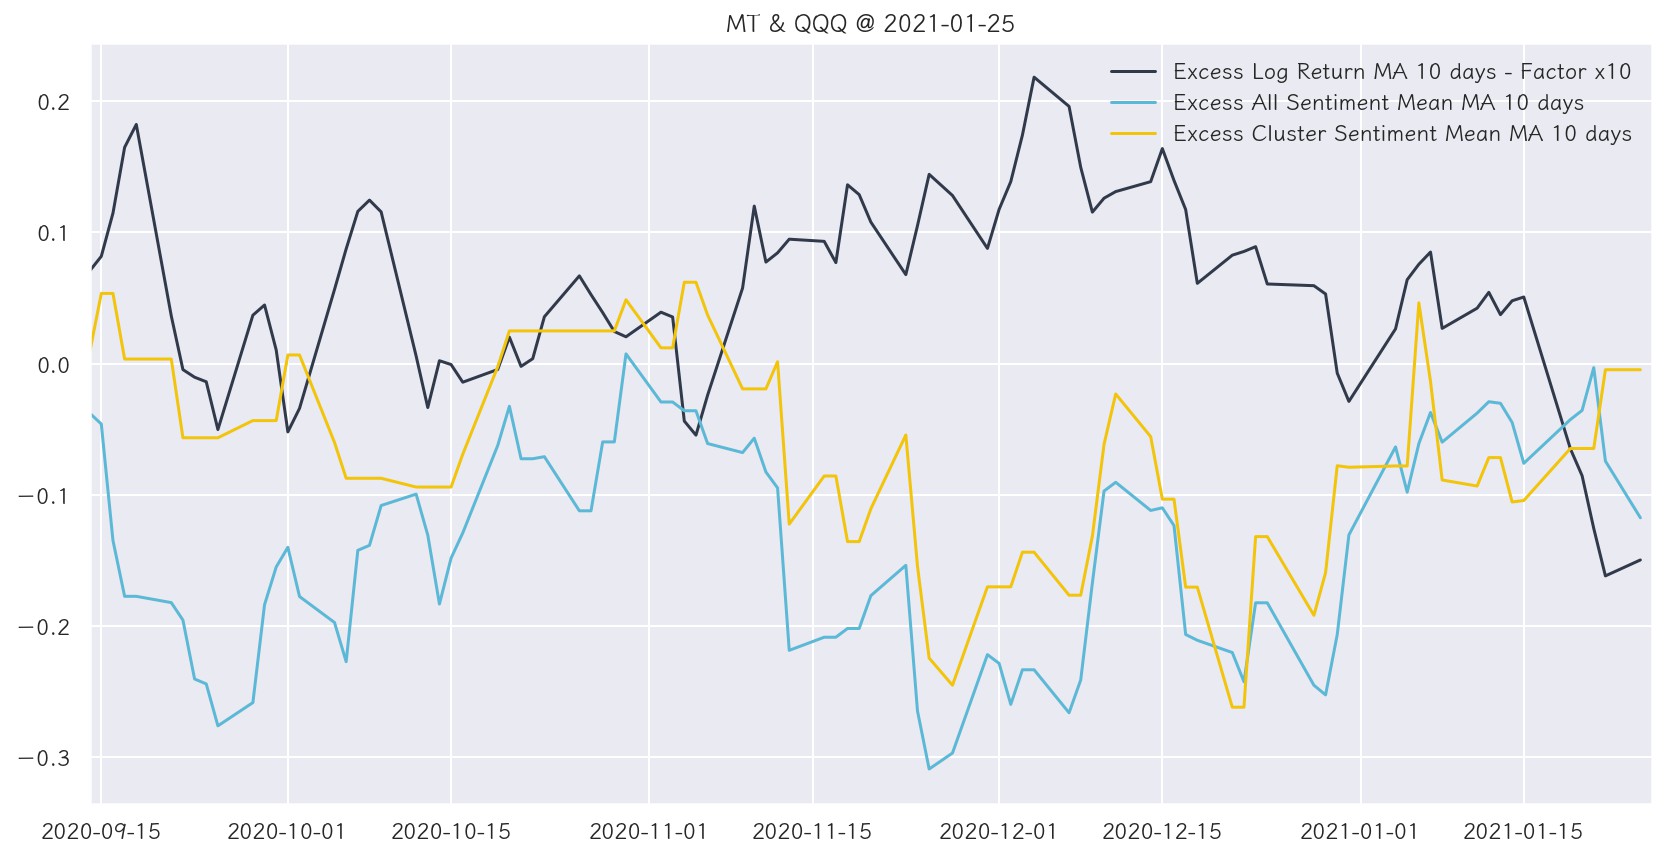 MT & QQQ @ 2021-01-25
Excess Log Return MA 10 days - Factor x10
Excess All Sentiment Mean MA 10 days
Excess Cluster Sentiment Mean MA 10 days
0.2
0.1
0.0
−0.1
−0.2
−0.3
2020-09-15 2020-10-01 2020-10-15 2020-11-01 2020-11-15 2020-12-01 2020-12-15 2021-01-01 2021-01-15